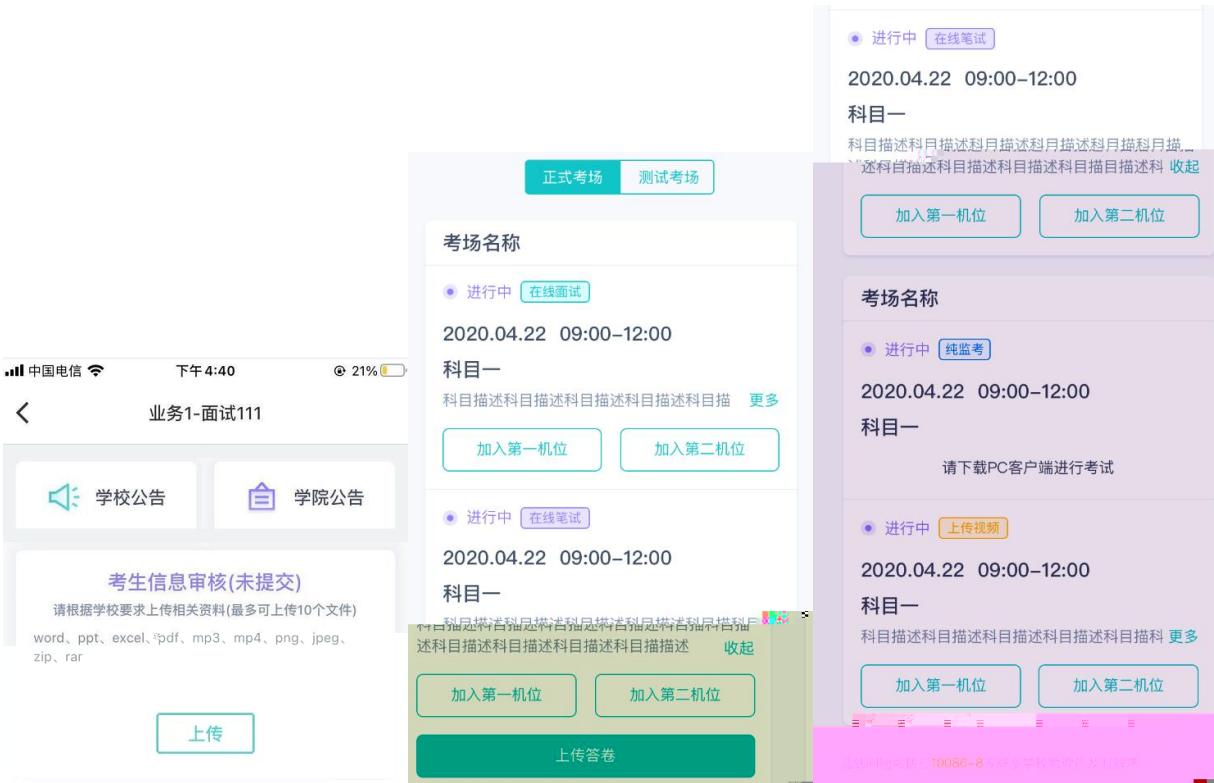 中国电信
下午4:40
21%
业务1-面试111
学校公告
学院公告
考生信息审核(未提交)
请根据学校要求上传相关资料(最多可上传10个文件)
word、ppt、excel、pdf、mp3、mp4、png、jpeg、
zip、rar
上传
正式考场
测试考场
考场名称
进行中 在线面试
2020.04.22 09:00-12:00
科目一
科目描述科目描述科目描述科目描述科目描 更多
加入第一机位
加入第二机位
进行中 在线笔试
2020.04.22 09:00-12:00
科目一
述科目描述科目描述科目描述科目描描述 收起
加入第一机位
加入第二机位
上传答卷
进行中 在线笔试
2020.04.22 09:00-12:00
科目一
述科目描述科目描述科目描述科目描目描述科 收起
加入第一机位
加入第二机位
考场名称
进行中 纯监考
2020.04.22 09:00-12:00
科目一
请下载PC客户端进行考试
进行中 上传视频
2020.04.22 09:00-12:00
科目一
科目描述科目描述科目描述科目描述科目描科 更多
加入第一机位
加入第二机位
10086-8